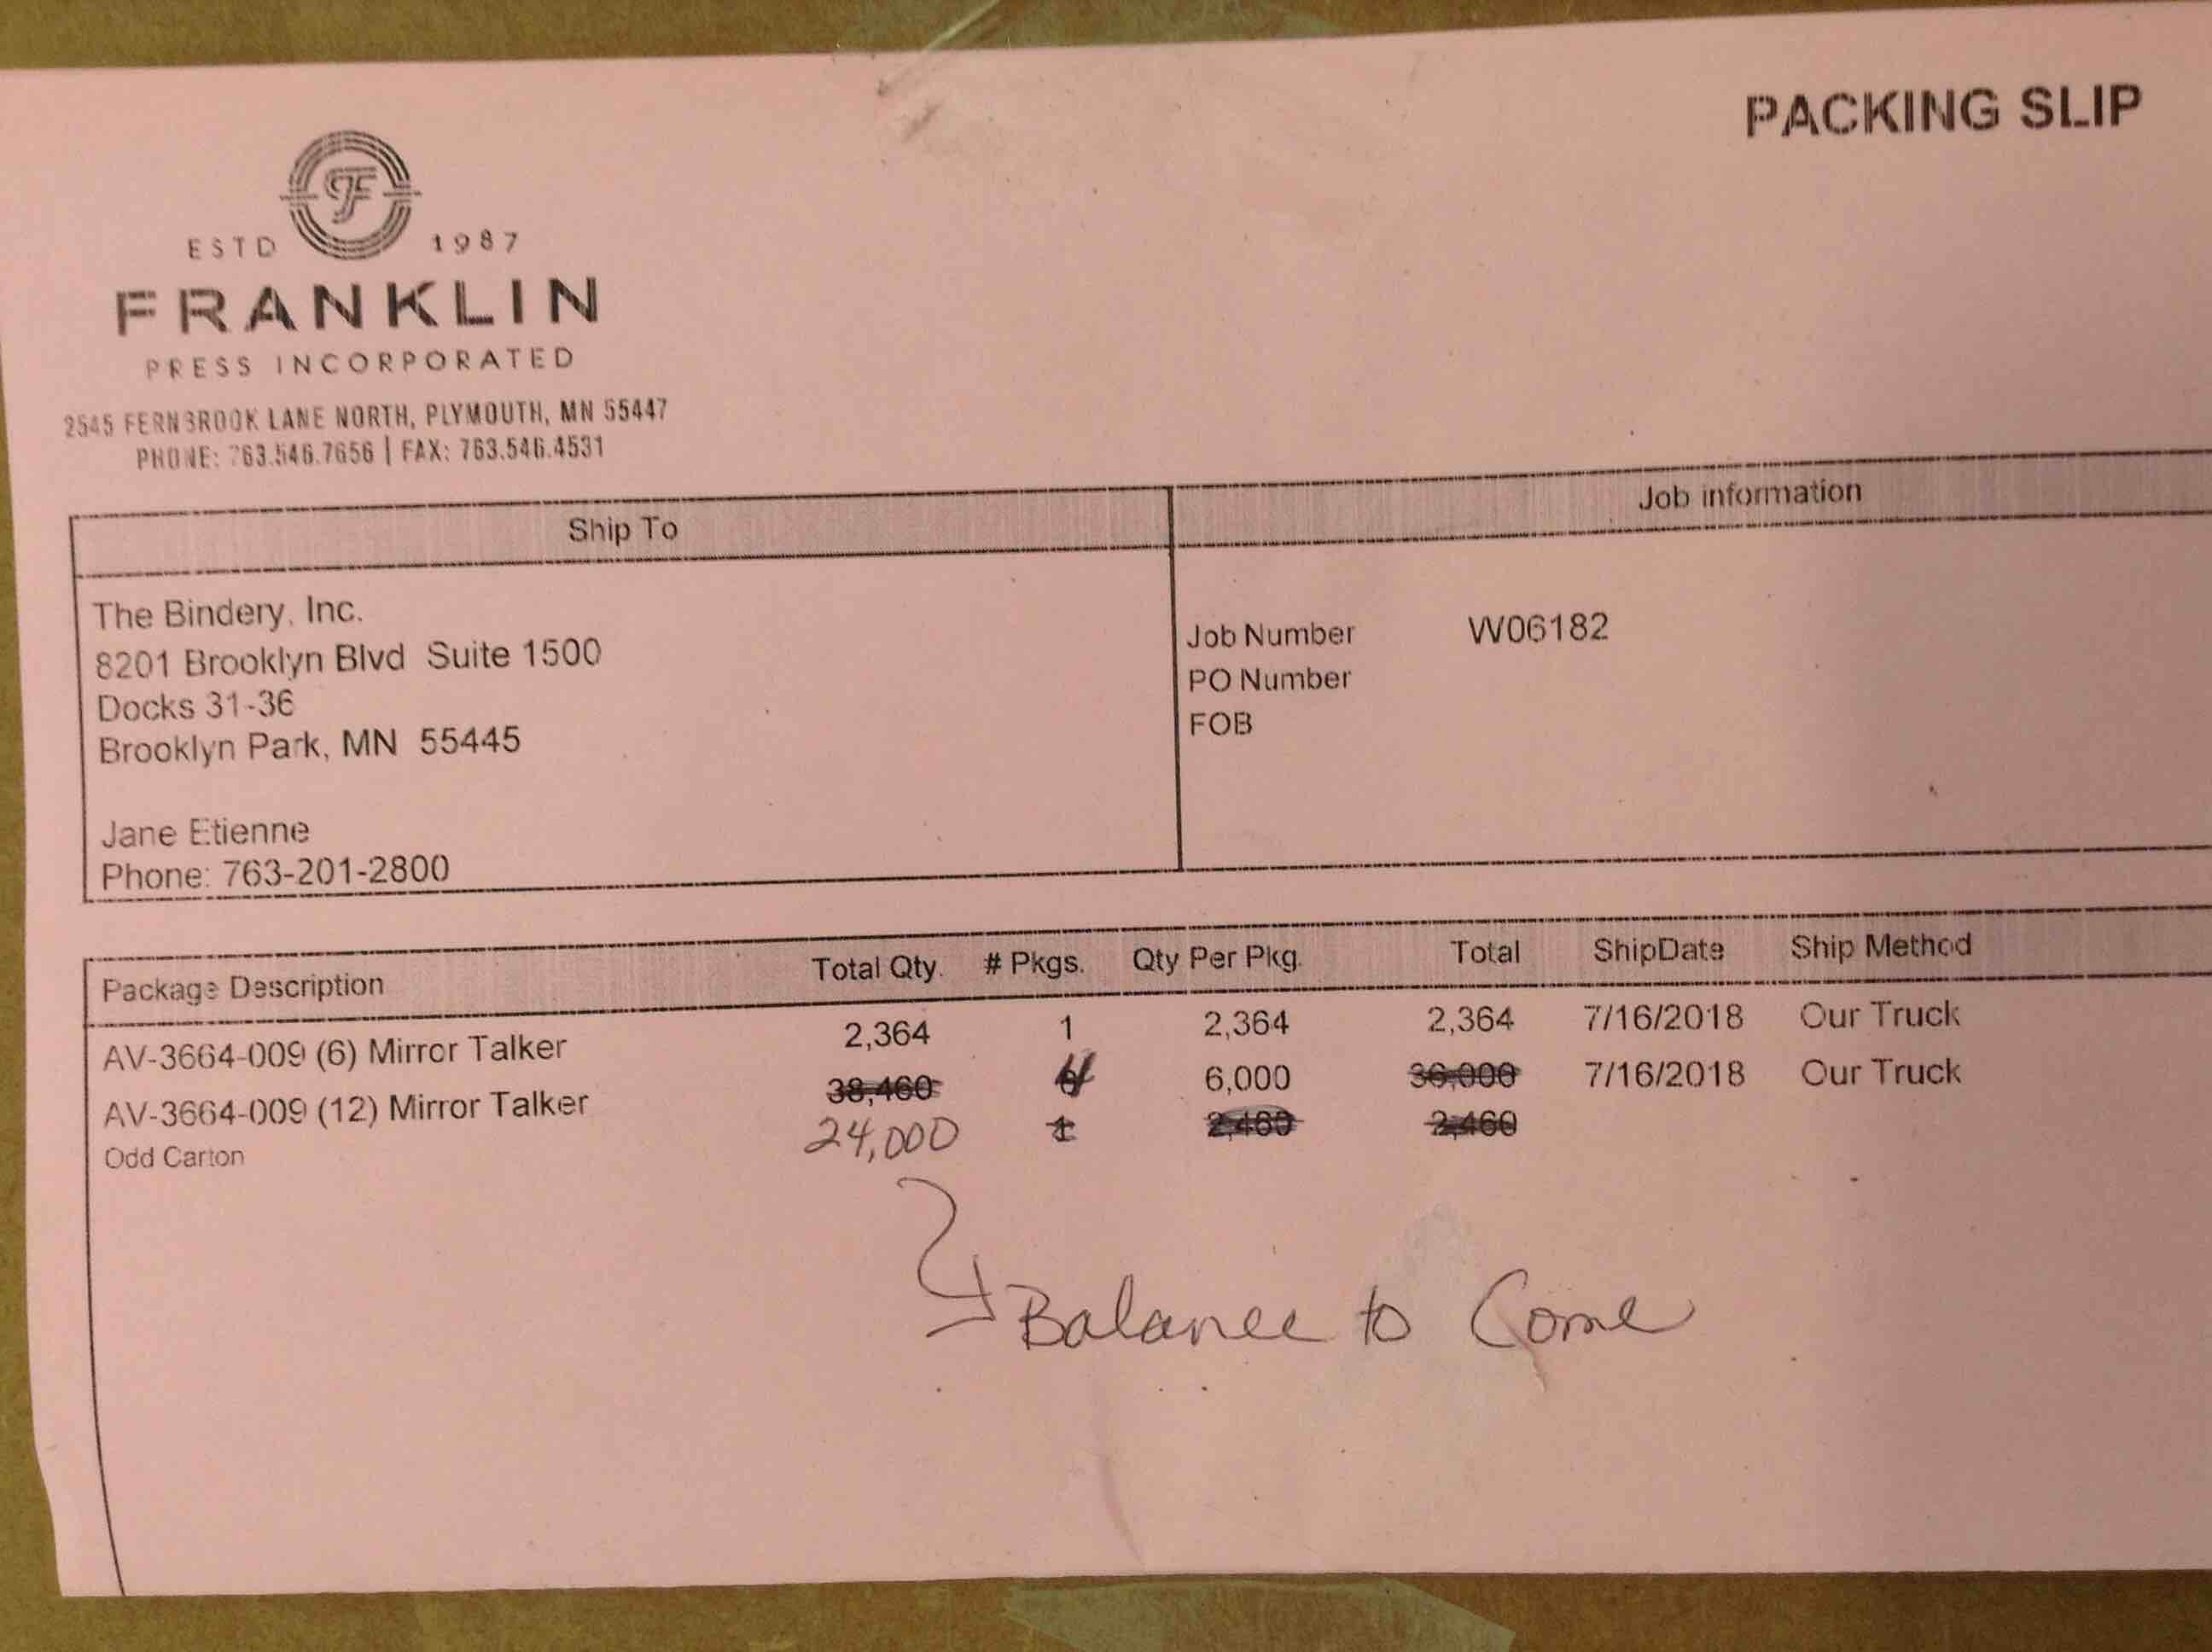 PACKING SLIP
F
ESTD 1987
FRANKLIN
PRESS INCORPORATED
2545 FERNBROOK LANE NORTH, PLYMOUTH, MN 55447
PHONE: 763.546.7656 | FAX: 763.546.4531
Ship To
The Bindery, Inc.
8201 Brooklyn Blvd Suite 1500
Docks 31-36
Brooklyn Park, MN 55445
Jane Etienne
Phone: 763-201-2800
Job information
Job Number W06182
PO Number
FOB
Package Description Total Qty. # Pkgs. Qty Per Pkg. Total ShipDate Ship Method
AV-3664-009 (6) Mirror Talker 2,364 1 2,364 2,364 7/16/2018 Our Truck
AV-3664-009 (12) Mirror Talker 38,460 4 6,000 36,000 7/16/2018 Our Truck
Odd Carton 24,000 1 2,460 2,460
Balance to Come